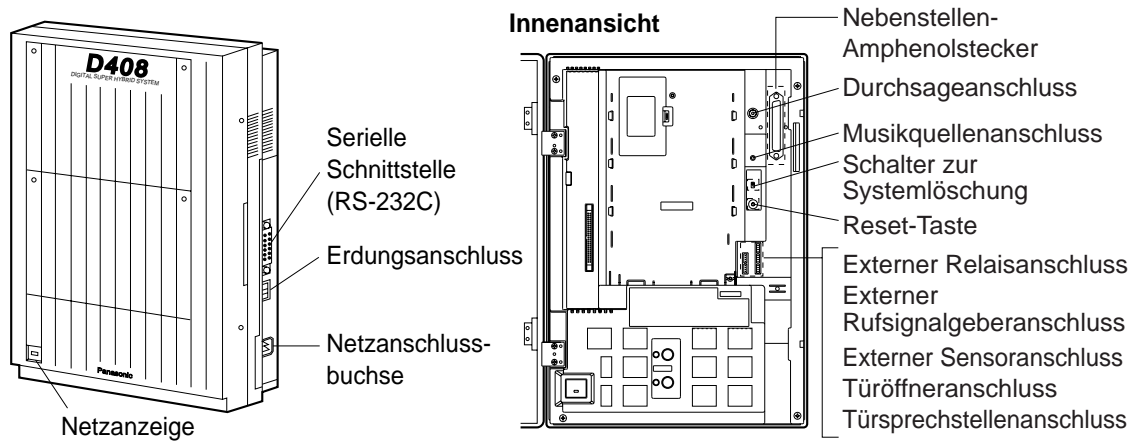 D408
DIGITAL SUPER HYBRID SYSTEM
Serielle
Schnittstelle
(RS-232C)
Erdungsanschluss
Netzanschluss-
buchse
Panasonic
Netzanzeige
Innenansicht
Nebenstellen-
Amphenolstecker
Durchsageanschluss
Musikquellenanschluss
Schalter zur
Systemlöschung
Reset-Taste
Externer Relaisanschluss
Externer
Rufsignalgeberanschluss
Externer Sensoranschluss
Türöffneranschluss
Türsprechstellenanschluss